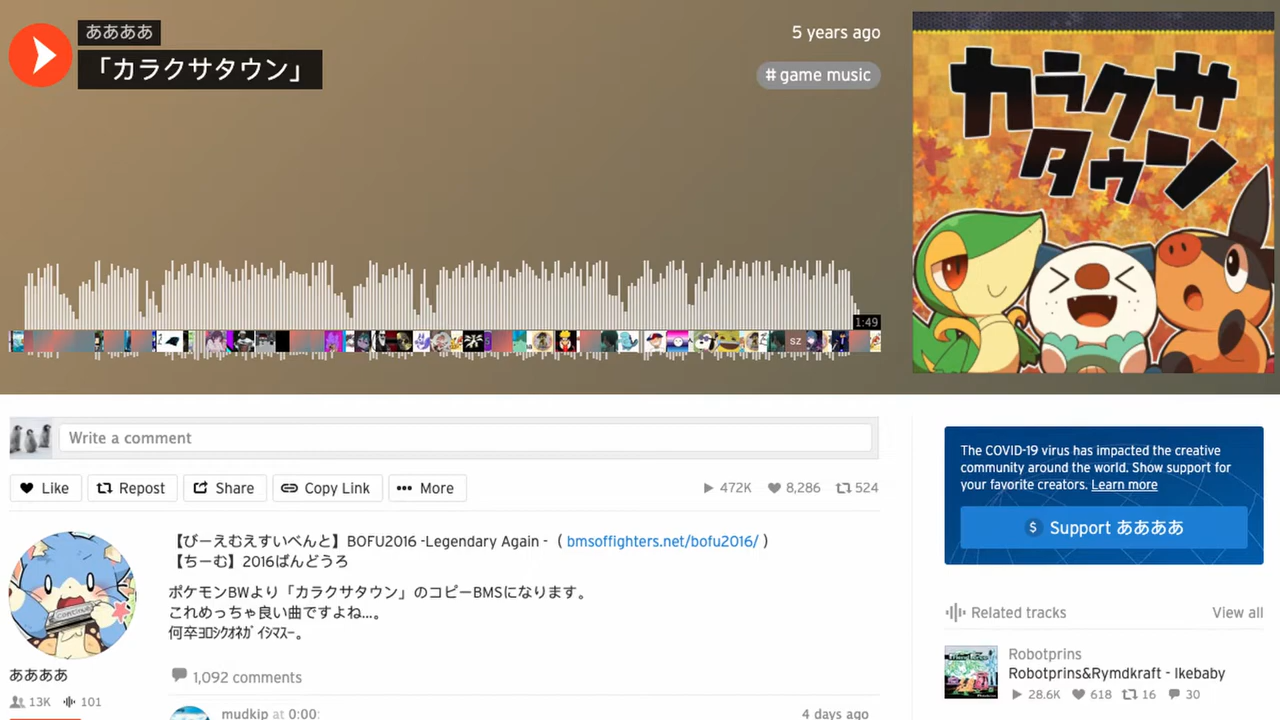 ああああ
「カラクサタウン」
5 years ago
# game music
1:49
sz
カラクサ
タウン
Write a comment
Like
Repost
Share
Copy Link
More
472K
8,286
524
【びーえむえすいべんと】BOFU2016 -Legendary Again - ( bmsoffighters.net/bofu2016/ )
【ちーむ】2016ばんどうろ
ポケモンBWより「カラクサタウン」のコピーBMSになります。
これめっちゃ良い曲ですよね…。
何卒ﾖﾛｼｸｵﾈｶﾞｲｼﾏｽｰ。
continue
ああああ
13K
101
1,092 comments
mudkip at 0:00:
4 days ago
The COVID-19 virus has impacted the creative
community around the world. Show support for
your favorite creators. Learn more
$ Support ああああ
Related tracks
View all
Robotprins
Robotprins&Rymdkraft - Ikebaby
28.6K
618
16
30